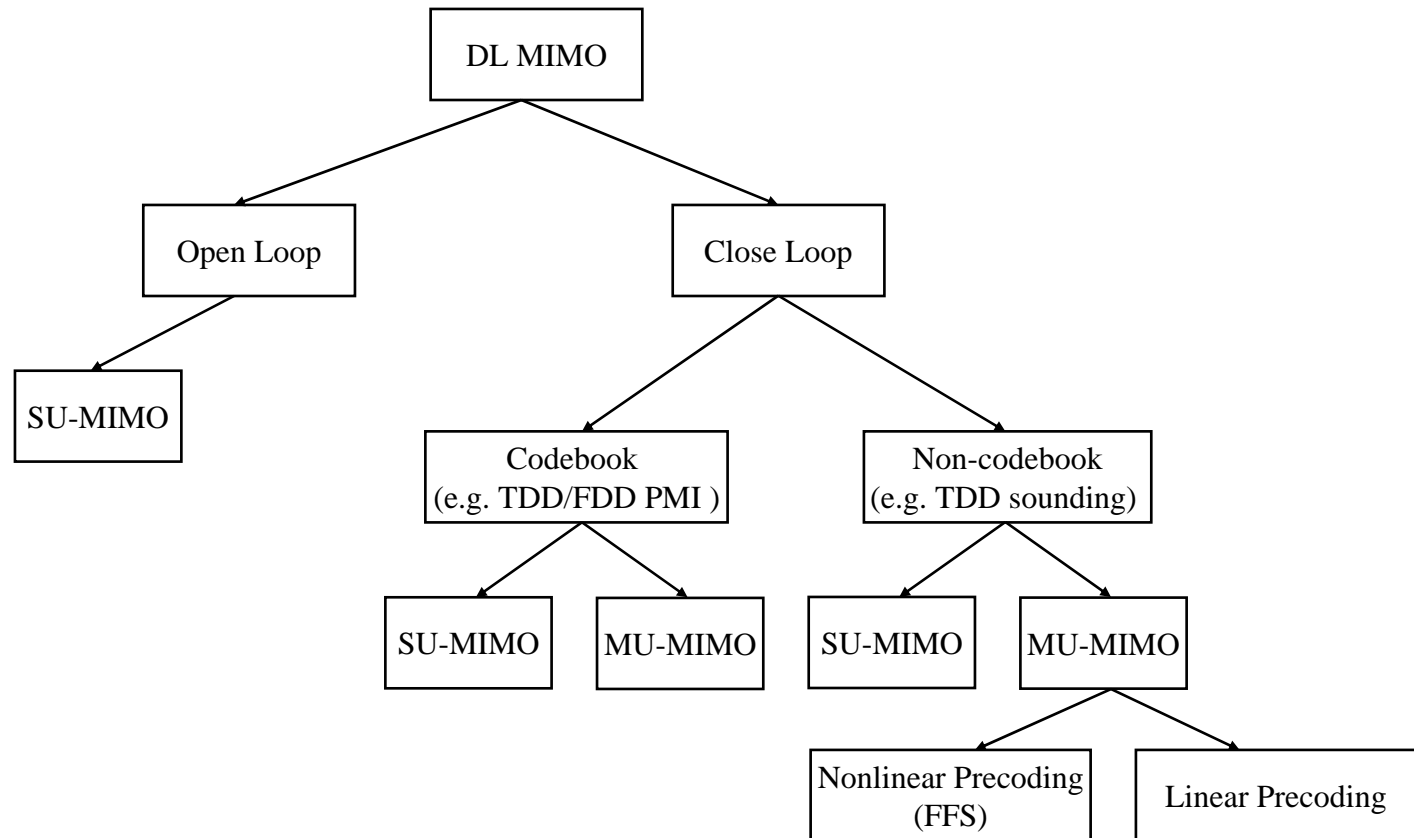 DL MIMO
Open Loop
Close Loop
SU-MIMO
Codebook
(e.g. TDD/FDD PMI )
Non-codebook
(e.g. TDD sounding)
SU-MIMO
MU-MIMO
SU-MIMO
MU-MIMO
Nonlinear Precoding
(FFS)
Linear Precoding